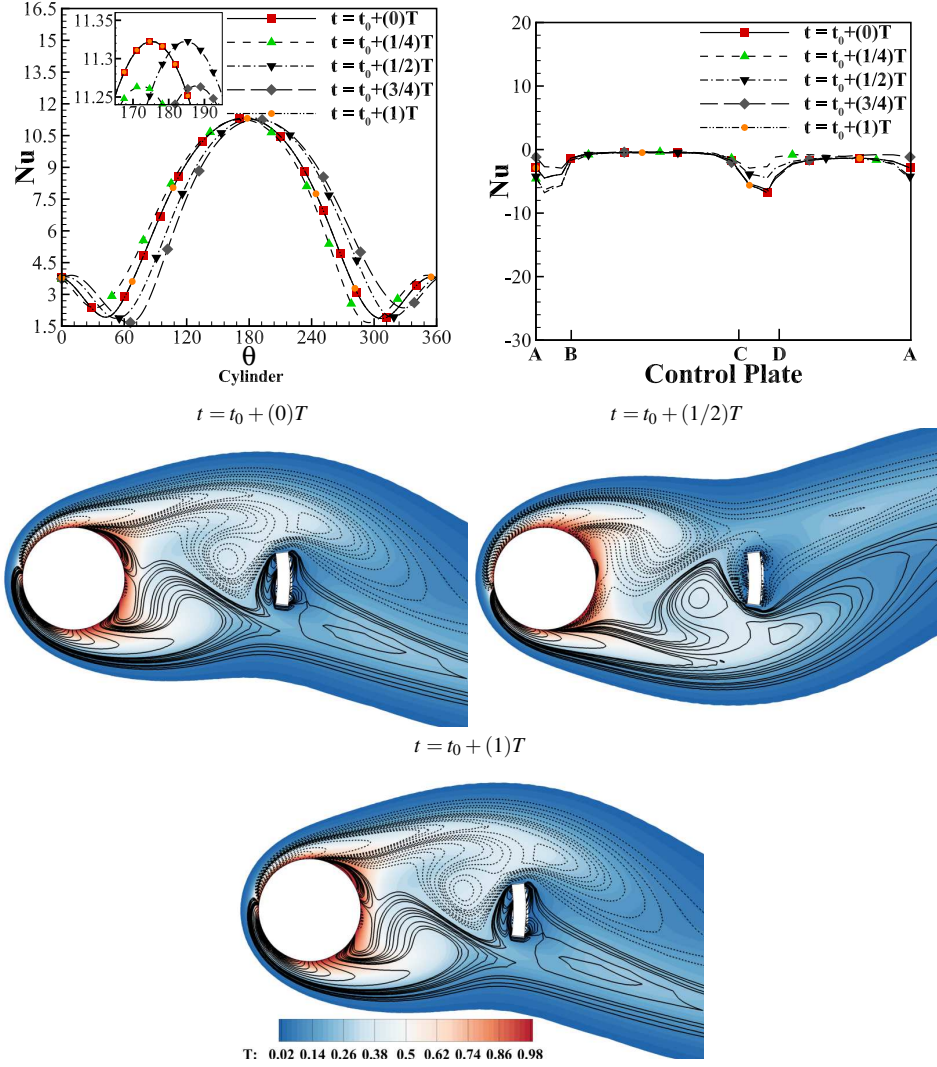 Nu
16.5
15
13.5
12
10.5
9
7.5
6
4.5
3
1.5
0 60 120 180 240 300 360
θ
Cylinder
11.35
11.3
11.25
170 180 190
t = t0+(0)T
t = t0+(1/4)T
t = t0+(1/2)T
t = t0+(3/4)T
t = t0+(1)T
Nu
20
10
0
-10
-20
-30
A B C D A
Control Plate
t = t0+(0)T
t = t0+(1/4)T
t = t0+(1/2)T
t = t0+(3/4)T
t = t0+(1)T
t = t0 + (0)T
t = t0 + (1/2)T
t = t0 + (1)T
T: 0.02 0.14 0.26 0.38 0.5 0.62 0.74 0.86 0.98